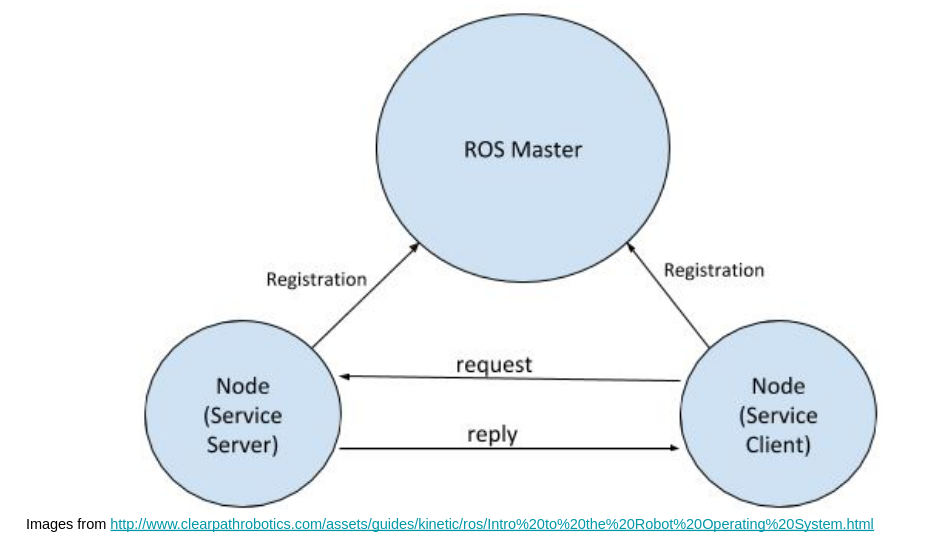 ROS Master
Registration
Registration
request
Node
(Service
Server)
Node
(Service
Client)
reply
Images from http://www.clearpathrobotics.com/assets/guides/kinetic/ros/Intro%20to%20the%20Robot%20Operating%20System.html